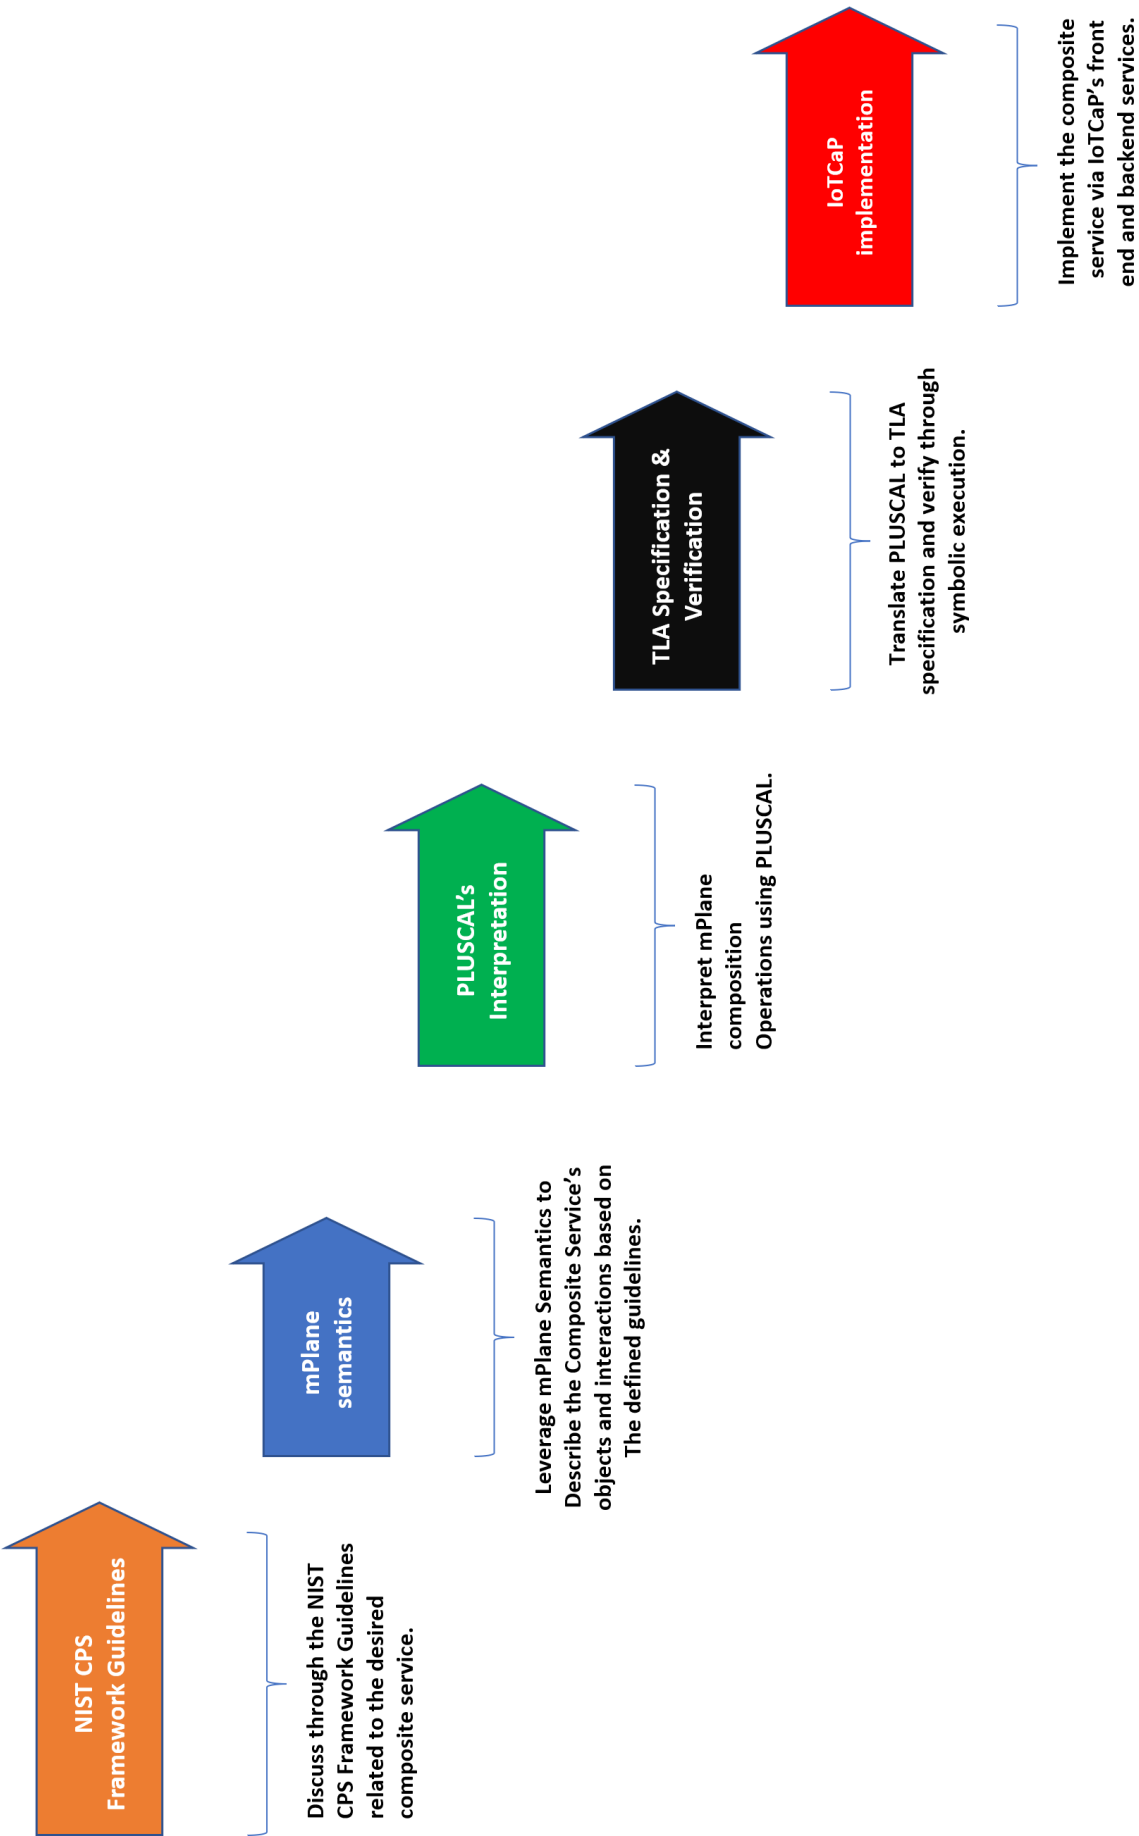 NIST CPS
Framework Guidelines
Discuss through the NIST
CPS Framework Guidelines
related to the desired
composite service.
mPlane
semantics
Leverage mPlane Semantics to
Describe the Composite Service's
objects and interactions based on
The defined guidelines.
PLUSCAL's
Interpretation
Interpret mPlane
composition
Operations using PLUSCAL.
TLA Specification &
Verification
Translate PLUSCAL to TLA
specification and verify through
symbolic execution.
IoTCaP
implementation
Implement the composite
service via IoTCaP's front
end and backend services.